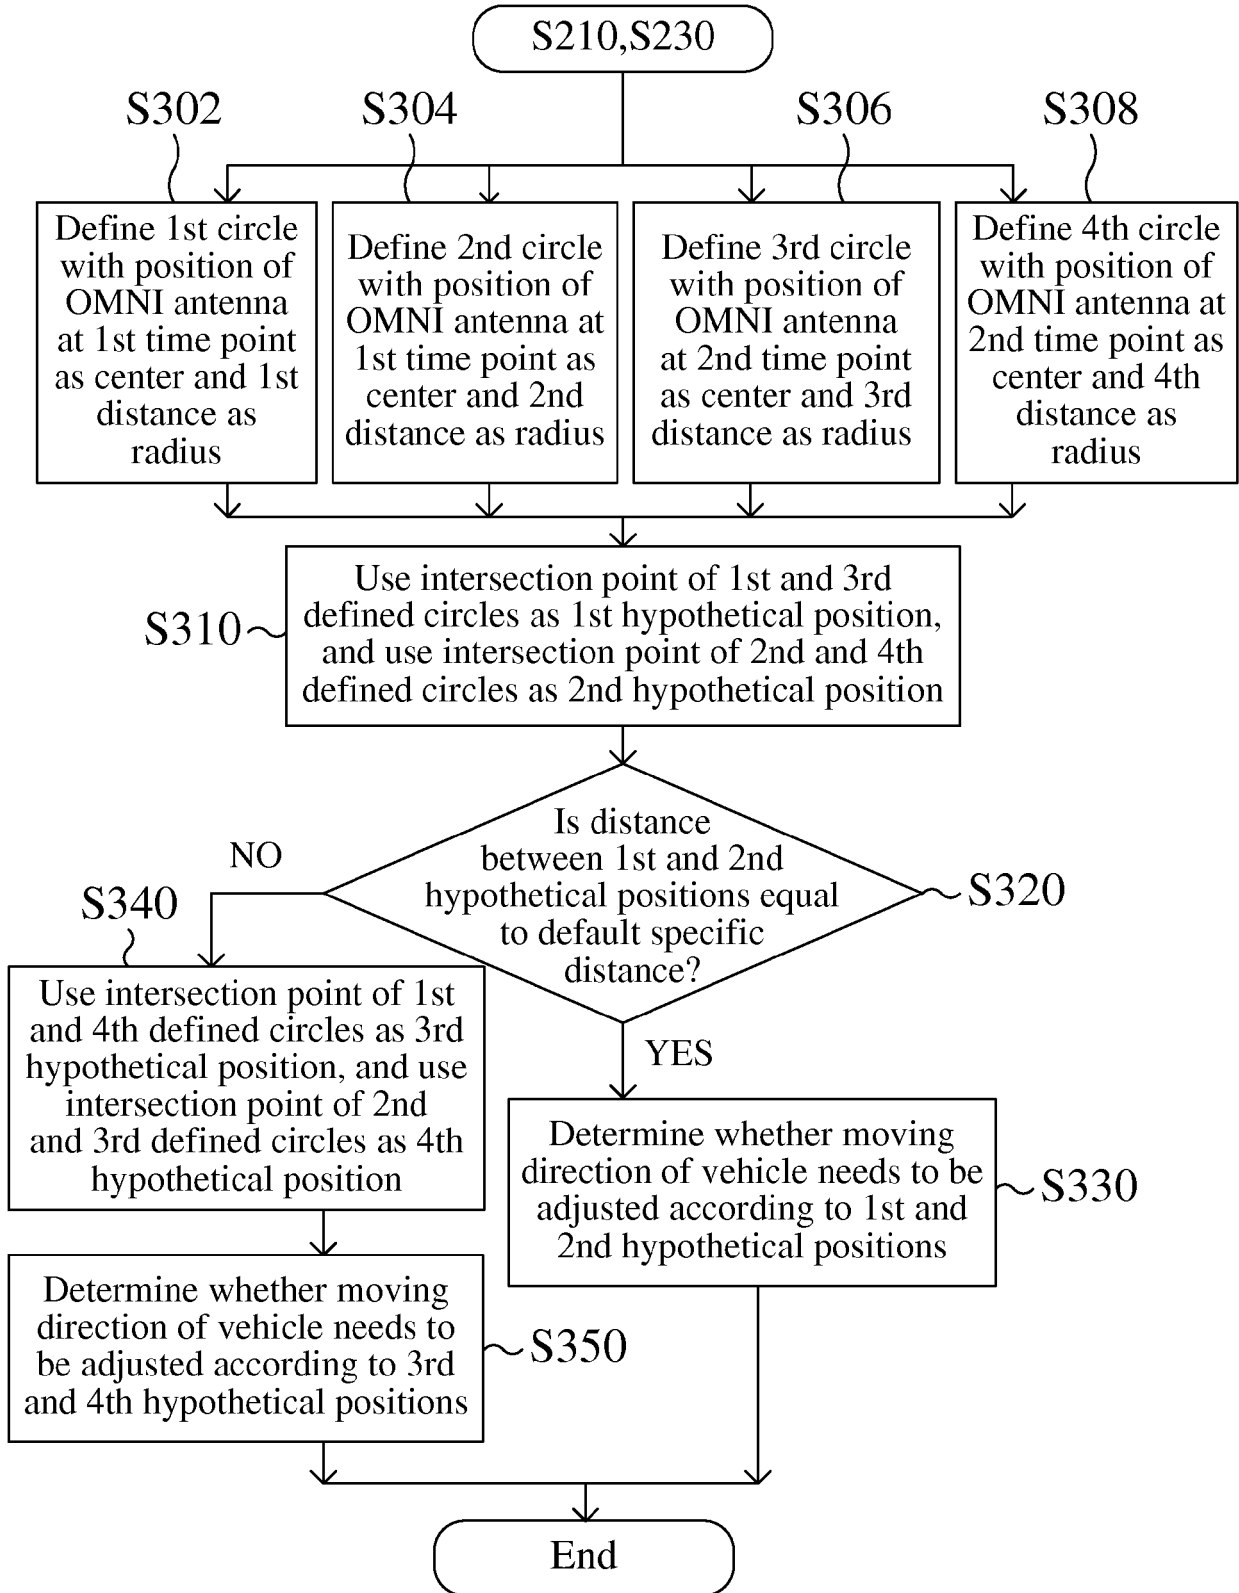 S210,S230
S302
S304
S306
S308
Define 1st circle
with position of
OMNI antenna
at 1st time point
as center and 1st
distance as
radius
Define 2nd circle
with position of
OMNI antenna at
1st time point as
center and 2nd
distance as radius
Define 3rd circle
with position of
OMNI antenna
at 2nd time point
as center and 3rd
distance as radius
Define 4th circle
with position of
OMNI antenna at
2nd time point as
center and 4th
distance as
radius
S310
Use intersection point of 1st and 3rd
defined circles as 1st hypothetical position,
and use intersection point of 2nd and 4th
defined circles as 2nd hypothetical position
Is distance
between 1st and 2nd
hypothetical positions equal
to default specific
distance?
S320
NO
S340
Use intersection point of 1st
and 4th defined circles as 3rd
hypothetical position, and use
intersection point of 2nd
and 3rd defined circles as 4th
hypothetical position
YES
Determine whether moving
direction of vehicle needs to be
adjusted according to 1st and
2nd hypothetical positions
S330
Determine whether moving
direction of vehicle needs to
be adjusted according to 3rd
and 4th hypothetical positions
S350
End